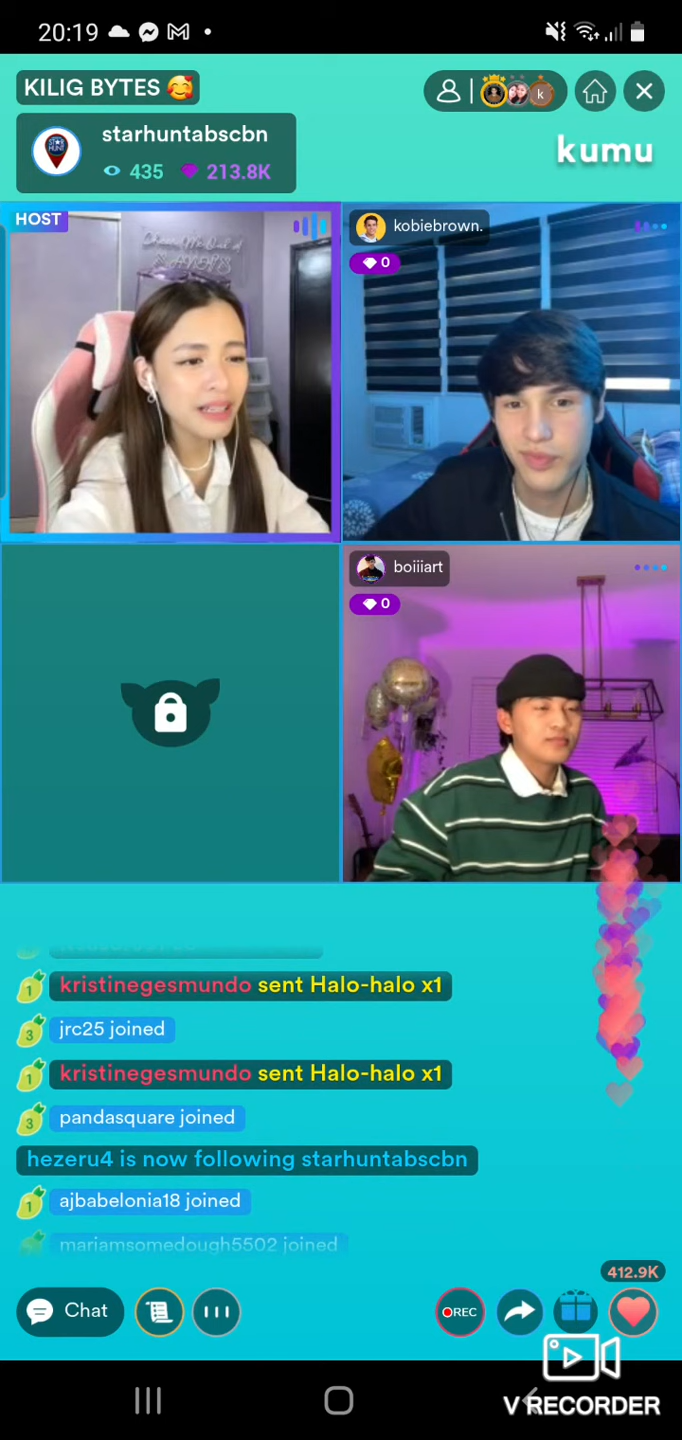 20:19
KILIG BYTES 🥰
starhuntabscbn
435 213.8K
kumu
HOST
kobiebrown.
0
boiiiart
0
kristinegesmundo sent Halo-halo x1
jrc25 joined
kristinegesmundo sent Halo-halo x1
pandasquare joined
hezeru4 is now following starhuntabscbn
ajbabelonia18 joined
mariamsomedough5502 joined
412.9K
Chat
REC
V RECORDER